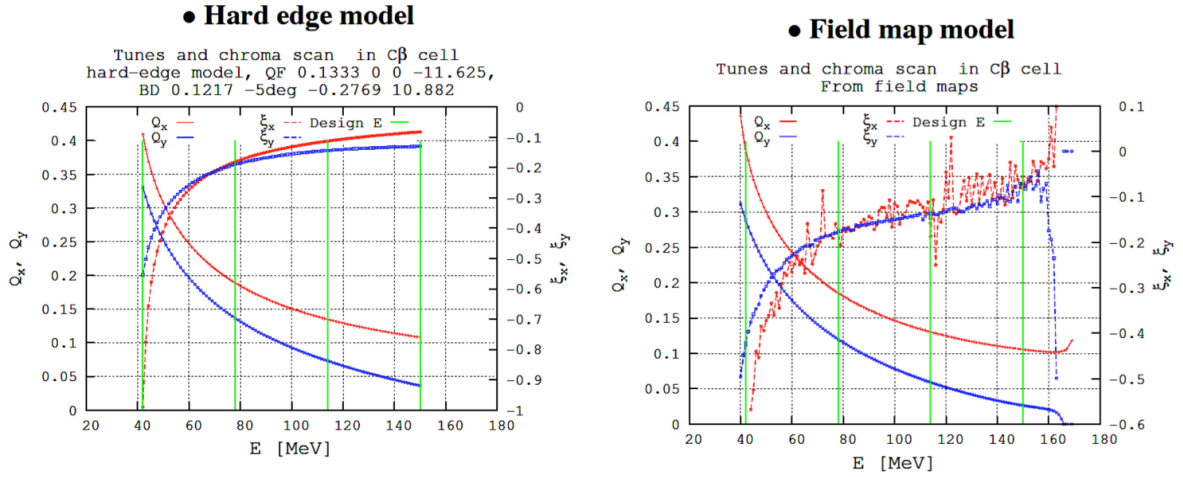 • Hard edge model
Tunes and chroma scan in Cβ cell
hard-edge model, QF 0.1333 0 0 -11.625,
BD 0.1217 -5deg -0.2769 10.882
Qx
Qy
ξx
ξy
Design E
0.45
0.4
0.35
0.3
0.25
0.2
0.15
0.1
0.05
0
0
-0.1
-0.2
-0.3
-0.4
-0.5
-0.6
-0.7
-0.8
-0.9
-1
20 40 60 80 100 120 140 160 180
Qx, Qy
ξx, ξy
E [MeV]
• Field map model
Tunes and chroma scan in Cβ cell
From field maps
Qx
Qy
ξx
ξy
Design E
0.45
0.4
0.35
0.3
0.25
0.2
0.15
0.1
0.05
0
0.1
0
-0.1
-0.2
-0.3
-0.4
-0.5
-0.6
20 40 60 80 100 120 140 160 180
Qx, Qy
ξx, ξy
E [MeV]